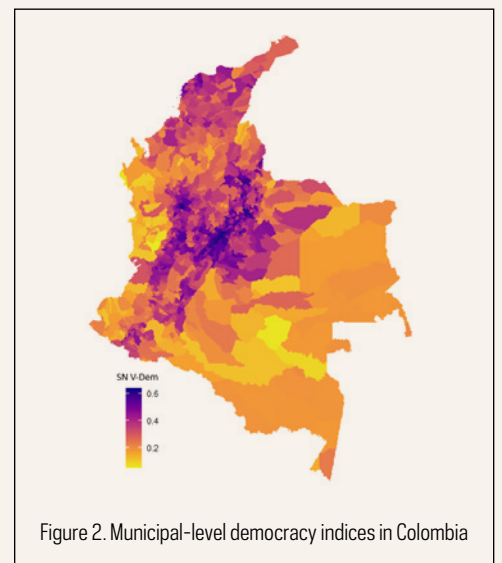 SN V-Dem
0.6
0.4
0.2
Figure 2. Municipal-level democracy indices in Colombia